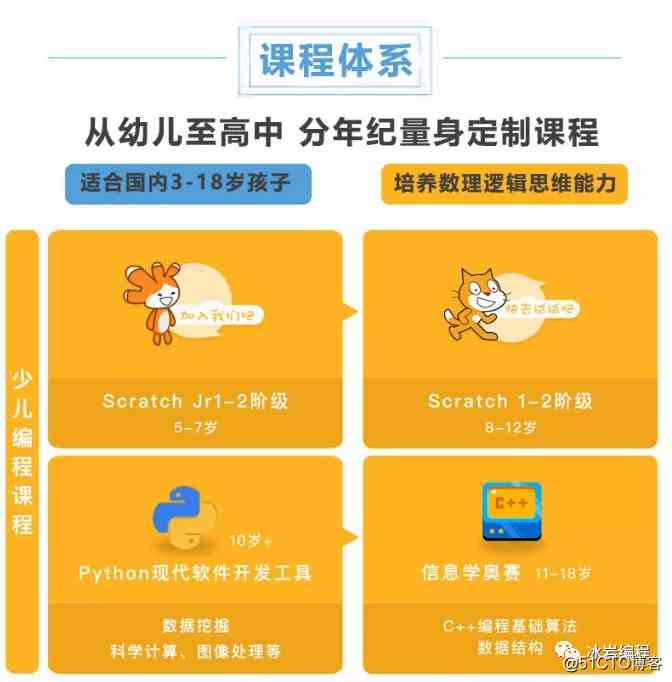 课程体系
从幼儿至高中 分年纪量身定制课程
适合国内3-18岁孩子
培养数理逻辑思维能力
少儿编程课程
加入我们吧
快去试试吧
Scratch Jr1-2阶级
5-7岁
Scratch 1-2阶级
8-12岁
10岁+
Python现代软件开发工具
数据挖掘
科学计算、图像处理等
C++
信息学奥赛 11-18岁
C++编程基础算法
数据结构
冰岩编程
@51CTO博客